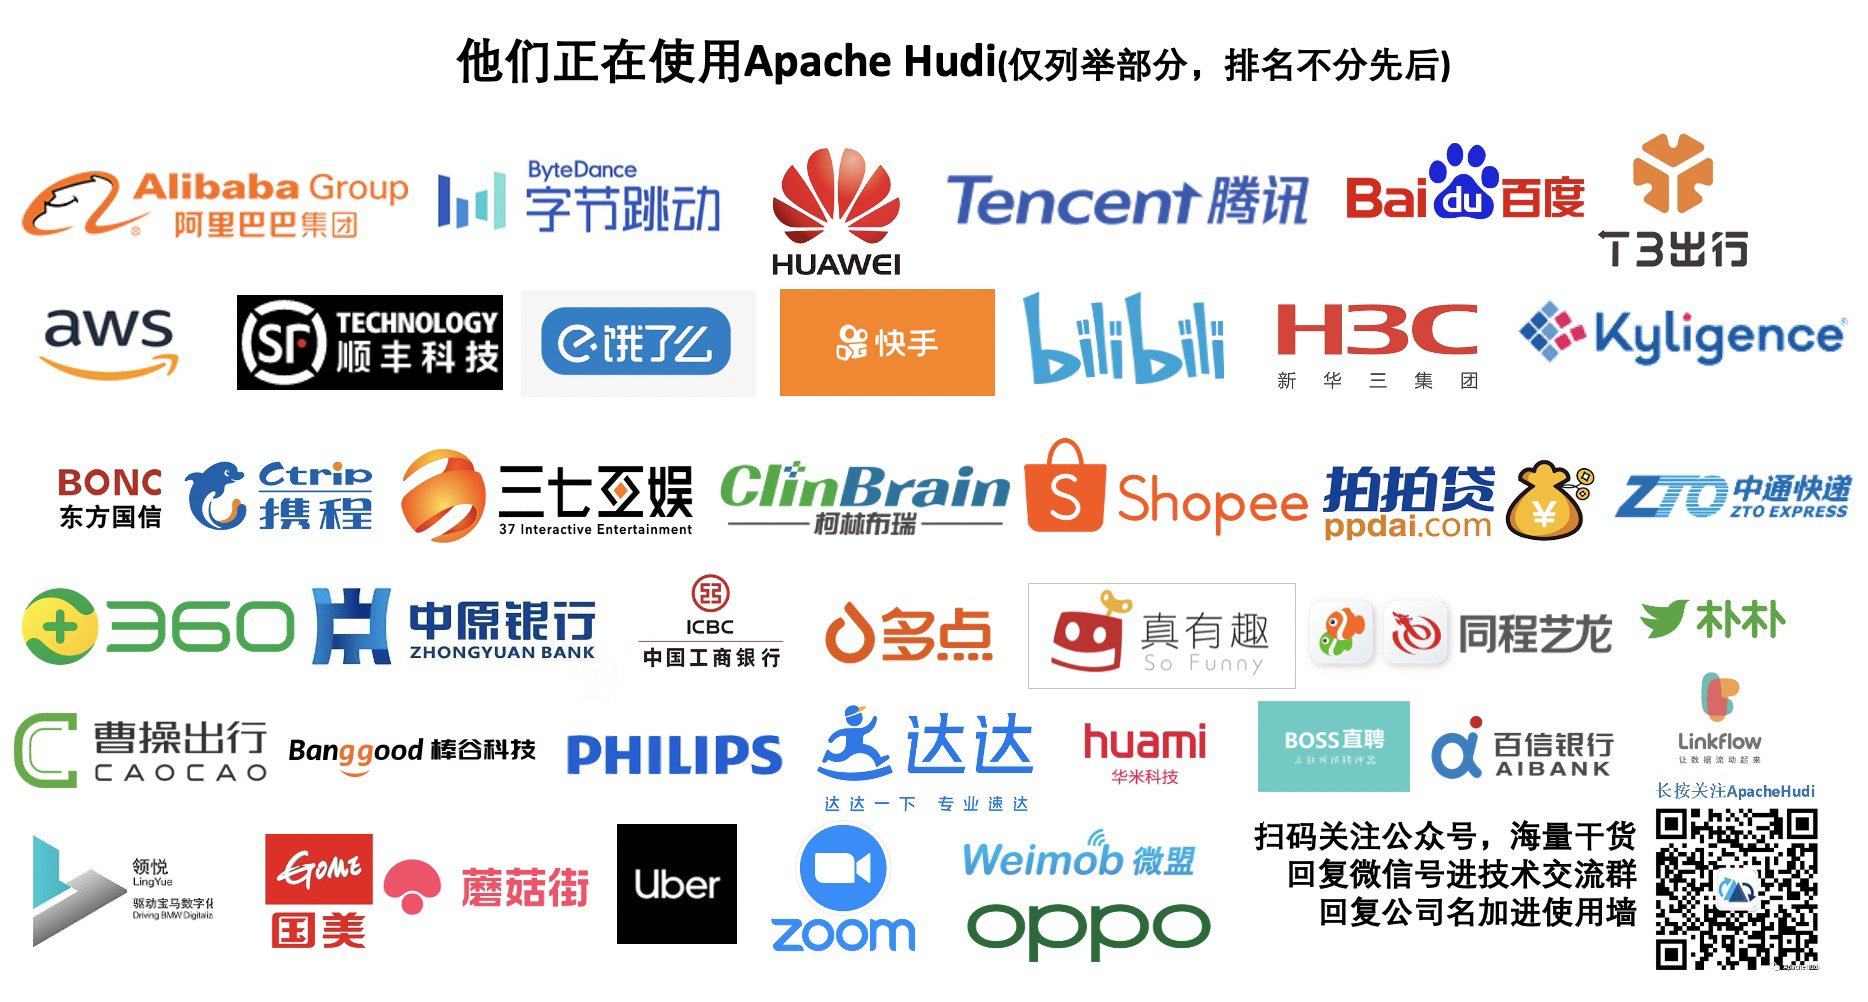 他们正在使用Apache Hudi(仅列举部分，排名不分先后)
Alibaba Group
阿里巴巴集团
ByteDance
字节跳动
HUAWEI
Tencent 腾讯
Bai du 百度
T3出行
aws
SF TECHNOLOGY
顺丰科技
e 饿了么
快手
bilibili
H3C
新华三集团
Kyligence
BONC
东方国信
Ctrip
携程
三七互娱
37 Interactive Entertainment
ClinBrain
柯林布瑞
S Shopee
拍拍贷
ppdai.com
¥
ZTO 中通快递
ZTO EXPRESS
360
中原银行
ZHONGYUAN BANK
ICBC
中国工商银行
多点
真有趣
So Funny
同程艺龙
朴朴
曹操出行
CAOCAO
Banggood 棒谷科技
PHILIPS
达达
达达一下 专业速达
huami
华米科技
BOSS直聘
互联网招聘神器
百信银行
AIBANK
Linkflow
让数据流动起来
长按关注ApacheHudi
领悦
LingYue
驱动宝马数字化
Driving BMW Digitaliz
GOME
国美
蘑菇街
Uber
zoom
Weimob 微盟
oppo
扫码关注公众号，海量干货
回复微信号进技术交流群
回复公司名加进使用墙